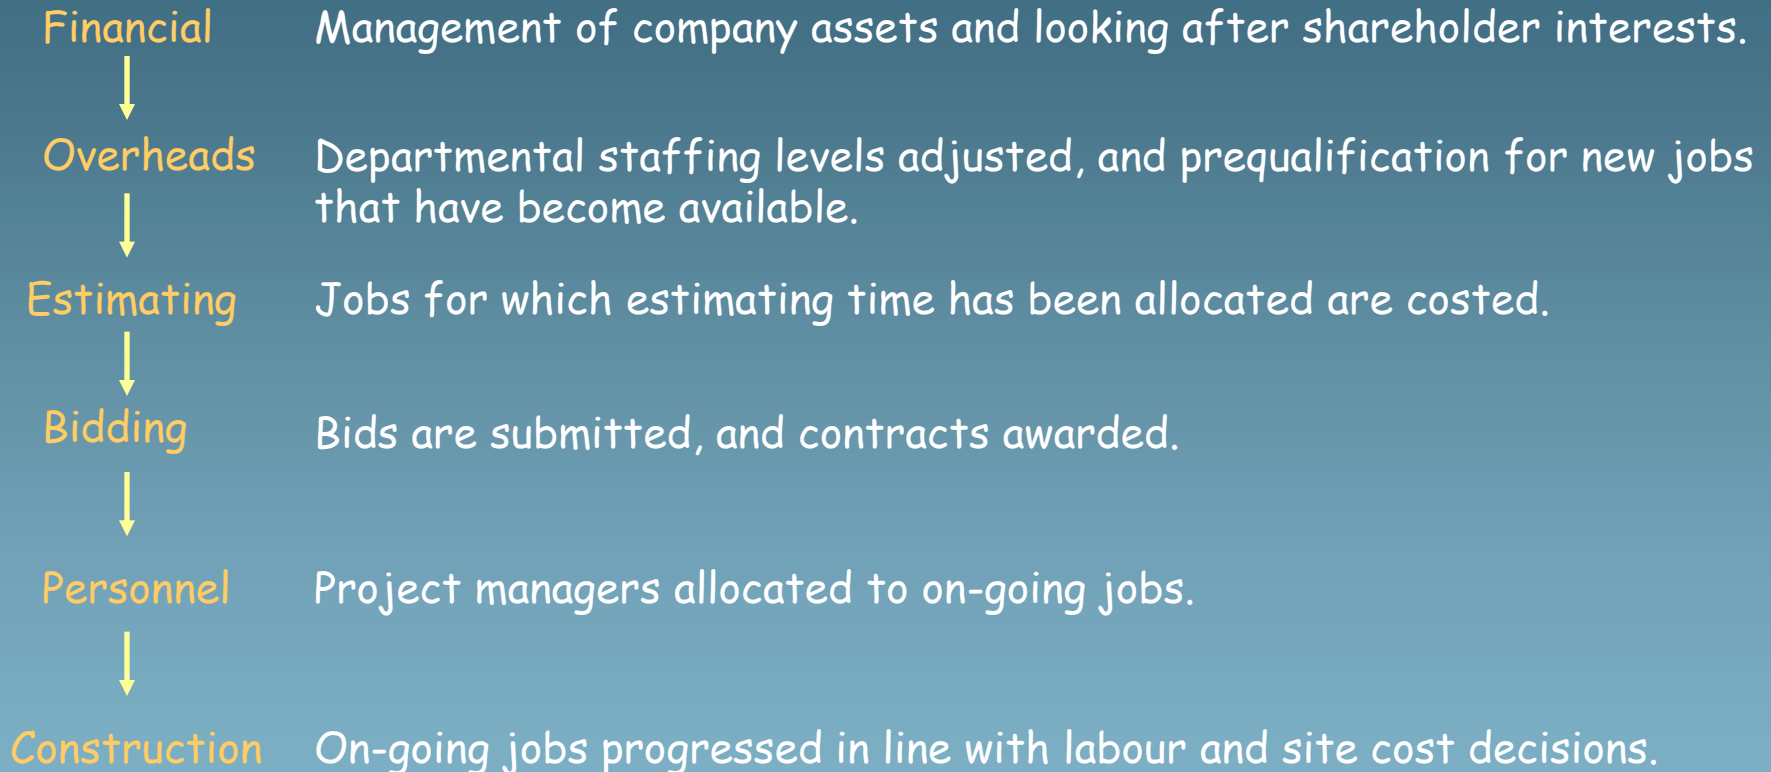 Financial Management of company assets and looking after shareholder interests.
Overheads Departmental staffing levels adjusted, and prequalification for new jobs
that have become available.
Estimating Jobs for which estimating time has been allocated are costed.
Bidding Bids are submitted, and contracts awarded.
Personnel Project managers allocated to on-going jobs.
Construction On-going jobs progressed in line with labour and site cost decisions.